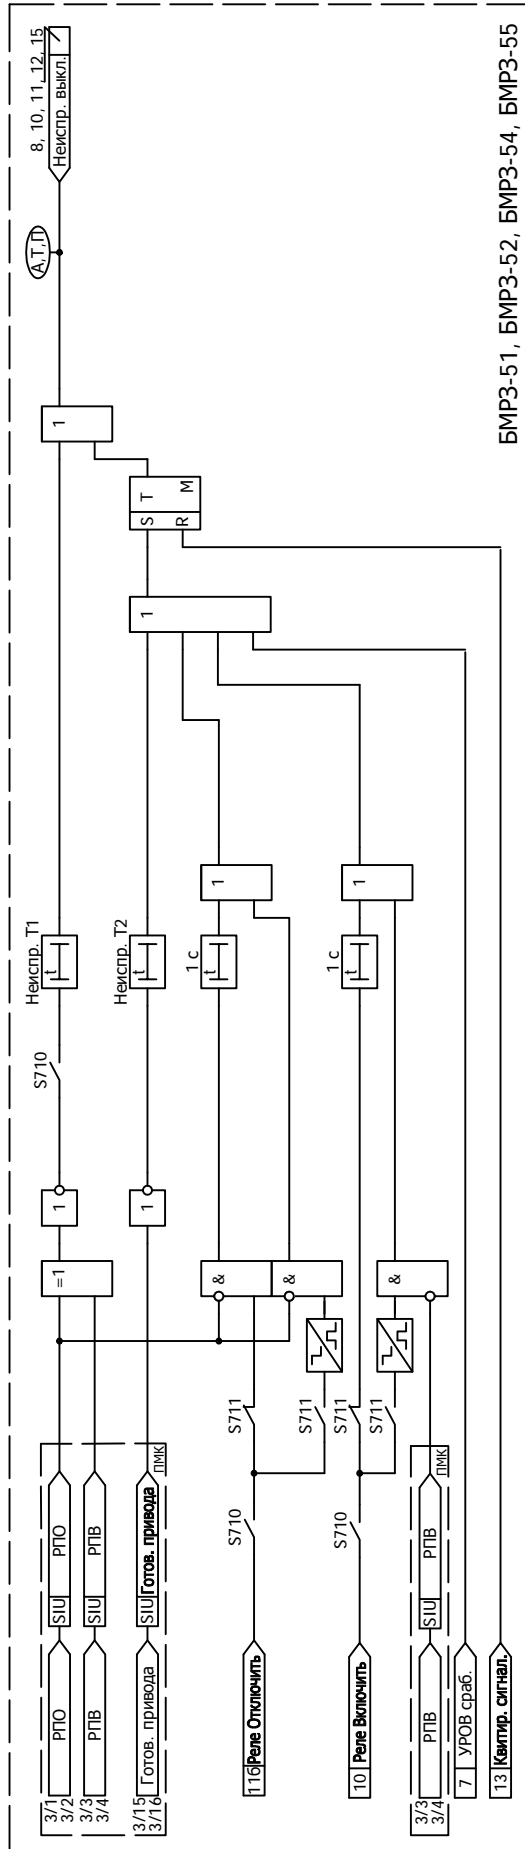 3/1
3/2
РПО
SIU
РПО
=1
1
S710
Неиспр. Т1
t
1
А,Т,П
8, 10, 11, 12, 15
Неиспр. выкл.
3/3
3/4
РПВ
SIU
РПВ
3/15
3/16
Готов. привода
SIU
Готов. привода
ПМК
1
Неиспр. Т2
t
1
S
T
R
M
11б
Реле Отключить
S710
S711
S711
&
&
1 с
t
1
10
Реле Включить
S710
S711
S711
&
1 с
t
1
3/3
3/4
РПВ
SIU
РПВ
ПМК
7
УРОВ сраб.
13
Квитир. сигнал.
БМРЗ-51, БМРЗ-52, БМРЗ-54, БМРЗ-55